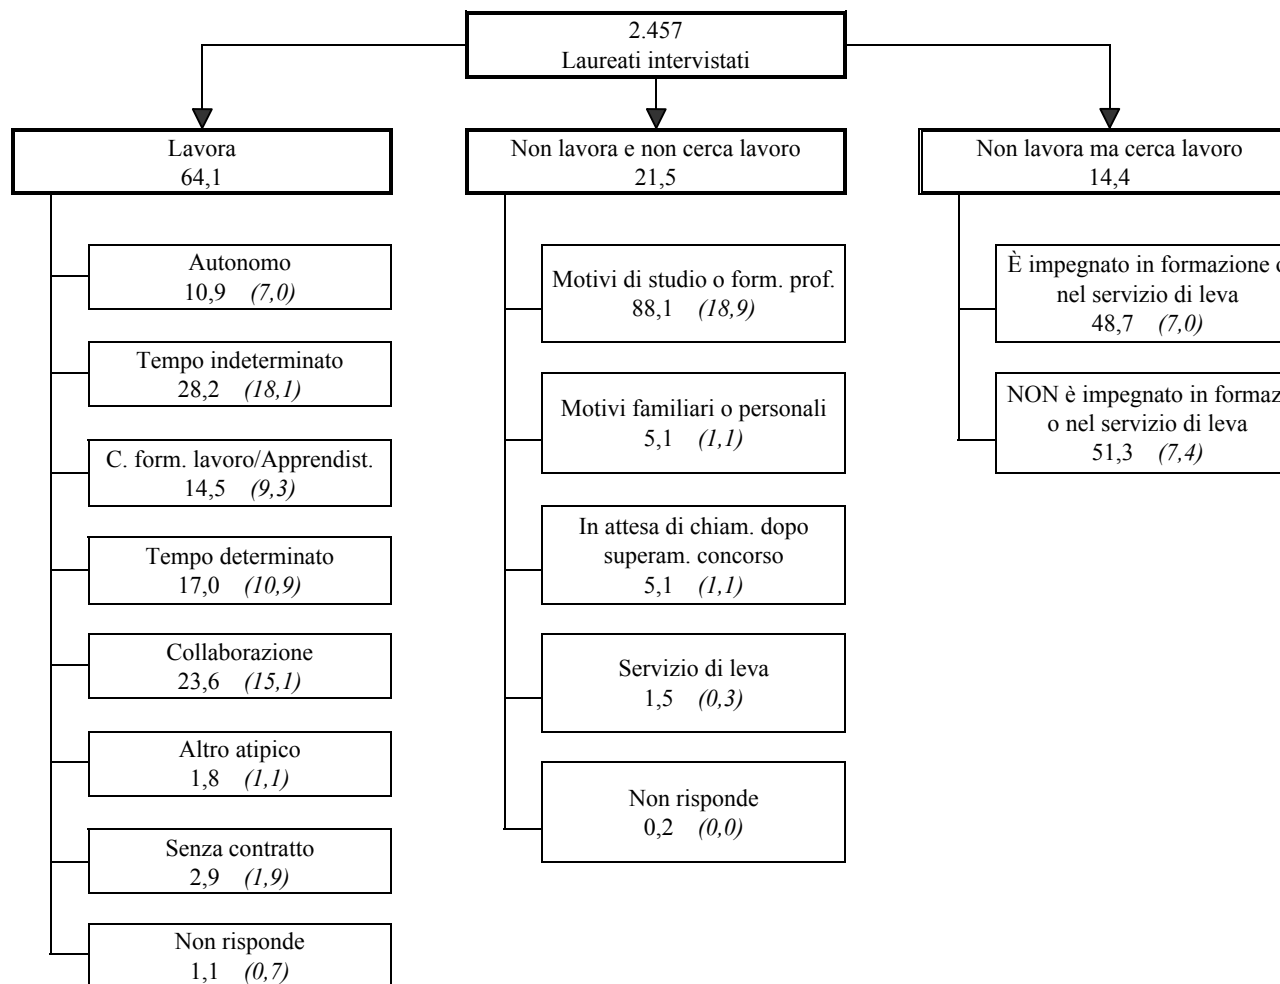 2.457
Laureati intervistati
Lavora
64,1
Autonomo
10,9 (7,0)
Tempo indeterminato
28,2 (18,1)
C. form. lavoro/Apprendist.
14,5 (9,3)
Tempo determinato
17,0 (10,9)
Collaborazione
23,6 (15,1)
Altro atipico
1,8 (1,1)
Senza contratto
2,9 (1,9)
Non risponde
1,1 (0,7)
Non lavora e non cerca lavoro
21,5
Motivi di studio o form. prof.
88,1 (18,9)
Motivi familiari o personali
5,1 (1,1)
In attesa di chiam. dopo
superam. concorso
5,1 (1,1)
Servizio di leva
1,5 (0,3)
Non risponde
0,2 (0,0)
Non lavora ma cerca lavoro
14,4
È impegnato in formazione
nel servizio di leva
48,7 (7,0)
NON è impegnato in formaz
o nel servizio di leva
51,3 (7,4)